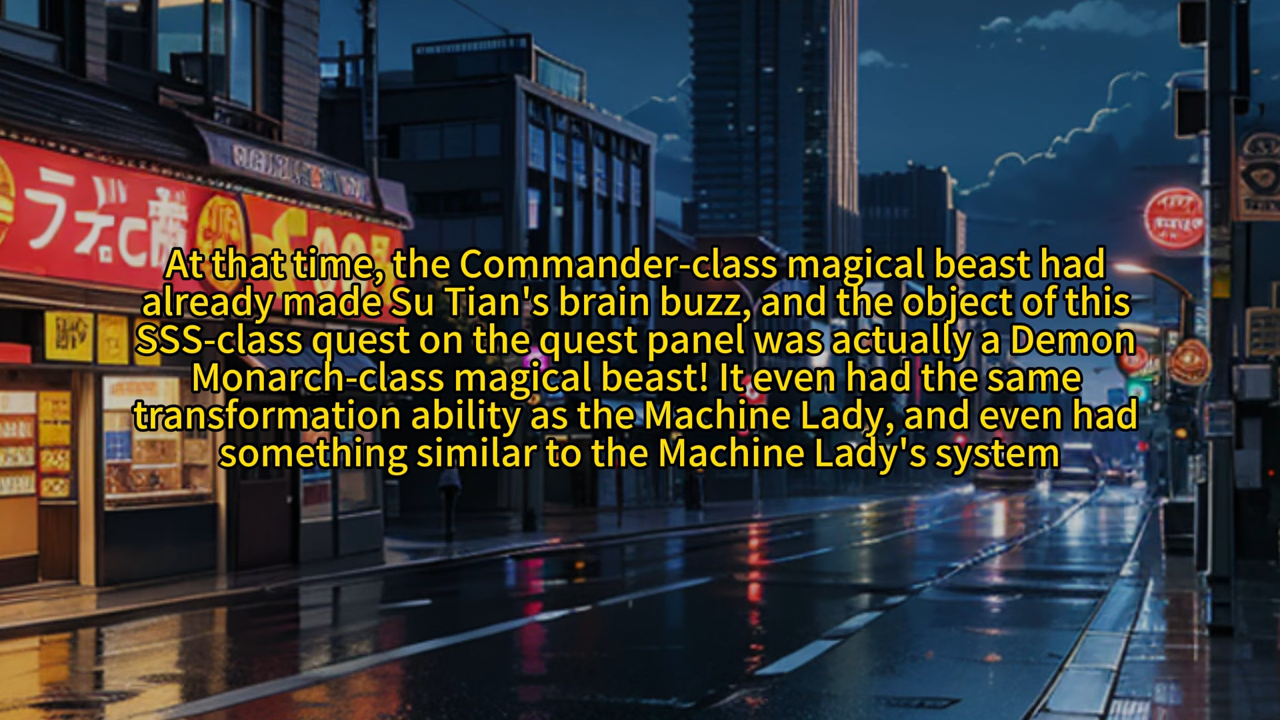 At that time, the Commander-class magical beast had
already made Su Tian's brain buzz, and the object of this
SSS-class quest on the quest panel was actually a Demon
Monarch-class magical beast! It even had the same
transformation ability as the Machine Lady, and even had
something similar to the Machine Lady's system